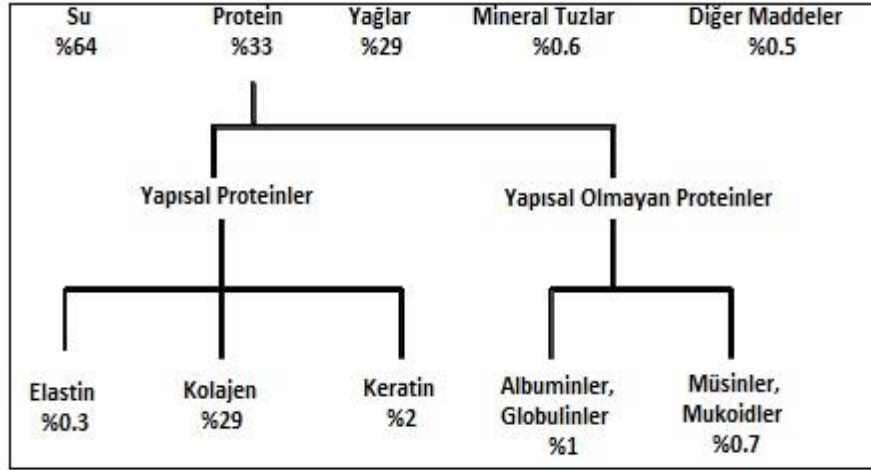 Su Protein Yağlar Mineral Tuzlar Diğer Maddeler
%64 %33 %29 %0.6 %0.5
Yapısal Proteinler Yapısal Olmayan Proteinler
Elastin Kolajen Keratin Albuminler, Müsinler,
%0.3 %29 %2 Globulinler Mukoidler
%1 %0.7